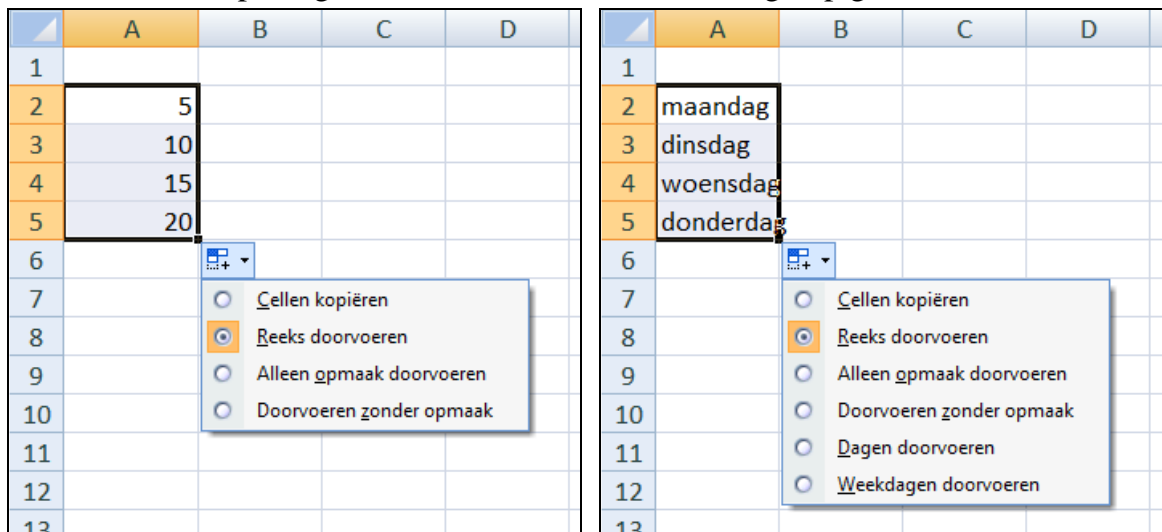 A B C D
1
2 5
3 10
4 15
5 20
6
7 Cellen kopiëren
8 Reeks doorvoeren
9 Alleen opmaak doorvoeren
10 Doorvoeren zonder opmaak
11
12
13
A B C D
1
2 maandag
3 dinsdag
4 woensdag
5 donderdag
6
7 Cellen kopiëren
8 Reeks doorvoeren
9 Alleen opmaak doorvoeren
10 Doorvoeren zonder opmaak
11 Dagen doorvoeren
12 Weekdagen doorvoeren
13